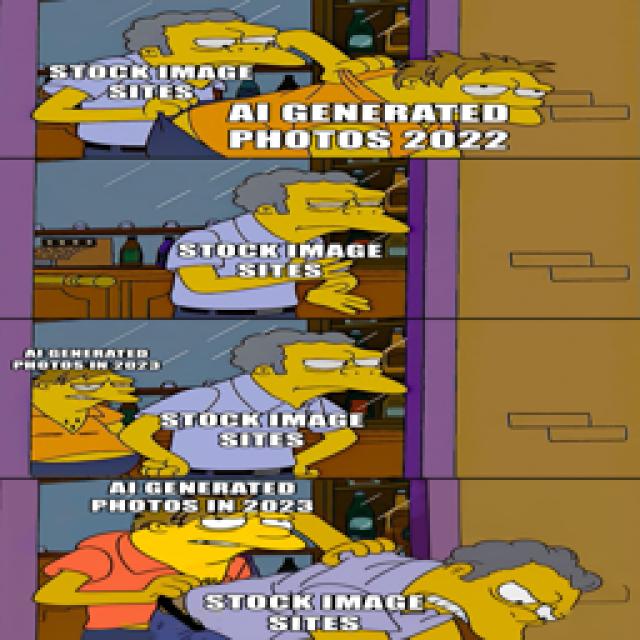 STOCK IMAGE
SITES
AI GENERATED
PHOTOS 2022
STOCK IMAGE
SITES
AI GENERATED
PHOTOS IN 2023
STOCK IMAGE
SITES
AI GENERATED
PHOTOS IN 2023
STOCK IMAGE
SITES